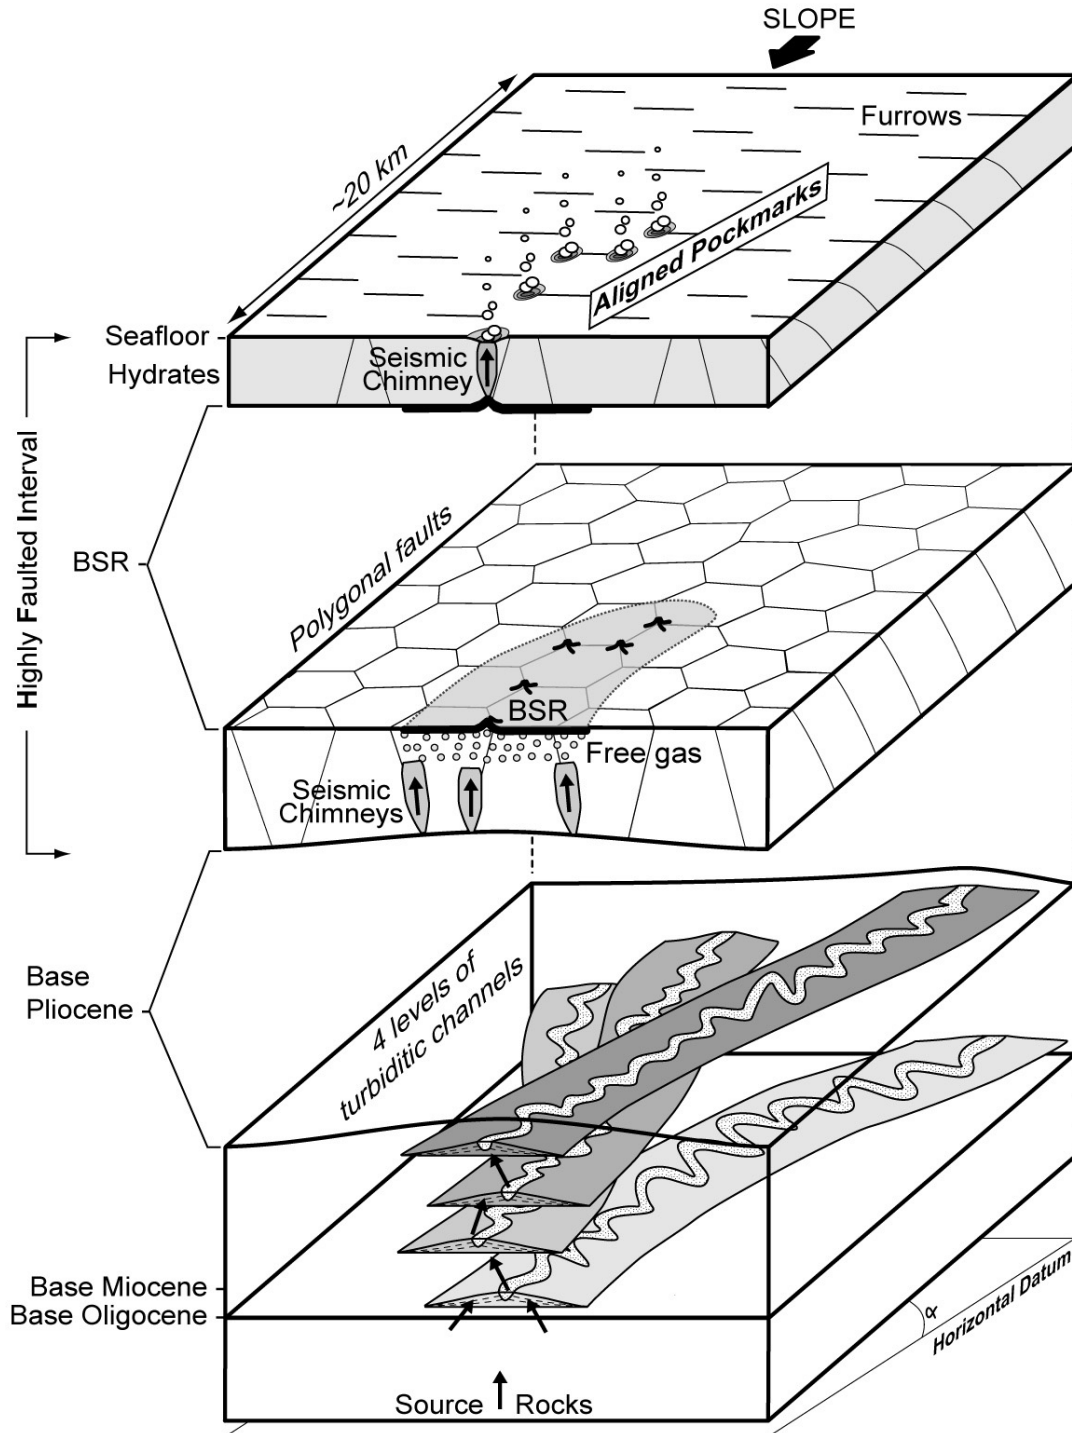 SLOPE
Furrows
~20 km
Aligned Pockmarks
Seafloor
Hydrates
Seismic
Chimney
Highly Faulted Interval
BSR
Polygonal faults
BSR
Free gas
Seismic
Chimneys
Base
Pliocene
4 levels of
turbiditic channels
Base Miocene
Base Oligocene
α
Horizontal Datum
Source Rocks